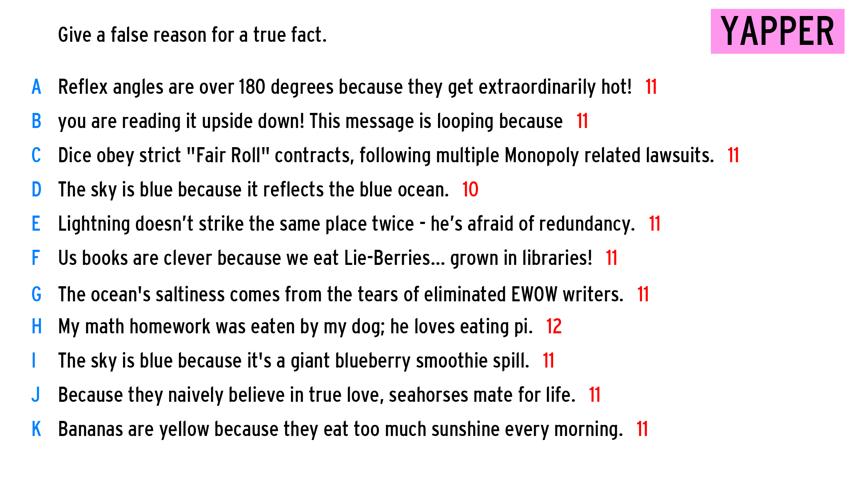 Give a false reason for a true fact.
YAPPER
A Reflex angles are over 180 degrees because they get extraordinarily hot! 11
B you are reading it upside down! This message is looping because 11
C Dice obey strict "Fair Roll" contracts, following multiple Monopoly related lawsuits. 11
D The sky is blue because it reflects the blue ocean. 10
E Lightning doesn’t strike the same place twice - he’s afraid of redundancy. 11
F Us books are clever because we eat Lie-Berries... grown in libraries! 11
G The ocean's saltiness comes from the tears of eliminated EWOW writers. 11
H My math homework was eaten by my dog; he loves eating pi. 12
I The sky is blue because it's a giant blueberry smoothie spill. 11
J Because they naively believe in true love, seahorses mate for life. 11
K Bananas are yellow because they eat too much sunshine every morning. 11